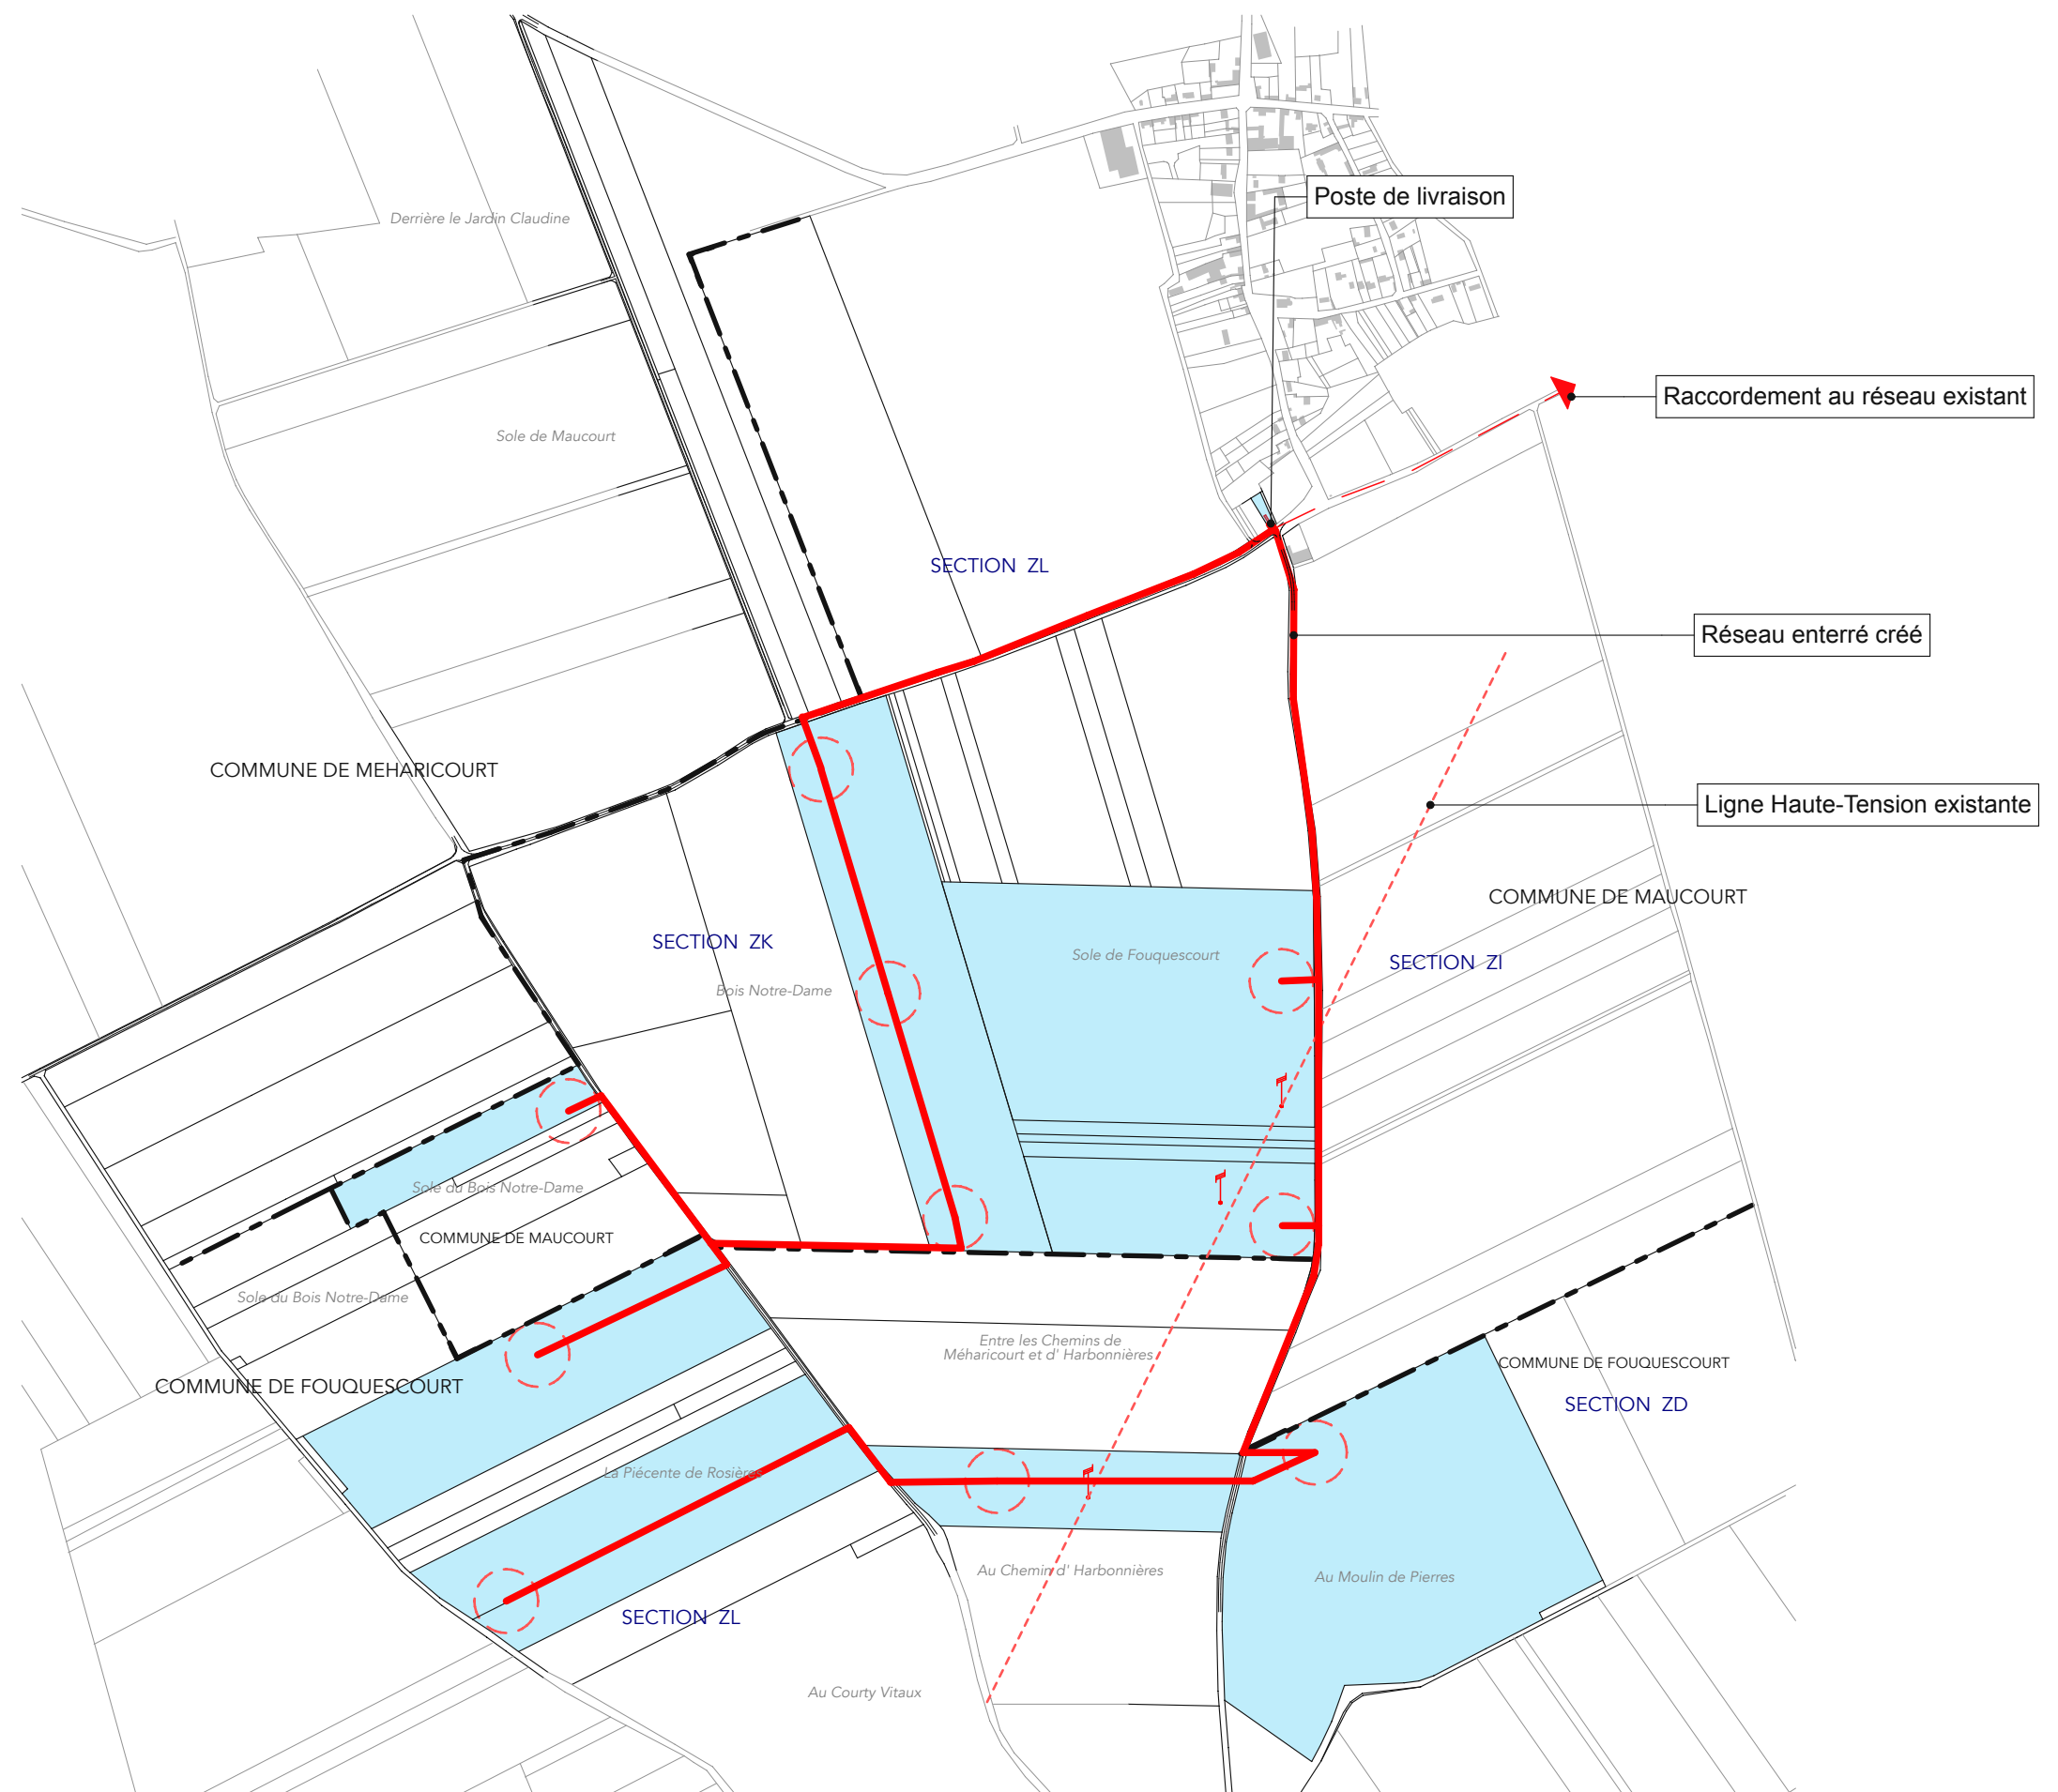 Poste de livraison
Derrière le Jardin Claudine
Raccordement au réseau existant
Sole de Maucourt
SECTION ZL
Réseau enterré créé
COMMUNE DE MEHARICOURT
Ligne Haute-Tension existante
COMMUNE DE MAUCOURT
SECTION ZK
Sole de Fouquescourt
SECTION ZI
Bois Notre-Dame
Sole du Bois Notre-Dame
COMMUNE DE MAUCOURT
Sole du Bois Notre-Dame
Entre les Chemins de
Méharicourt et d' Harbonnières
COMMUNE DE FOUQUESCOURT
COMMUNE DE FOUQUESCOURT
SECTION ZD
La Piécente de Rosières
Au Chemin d' Harbonnières
Au Moulin de Pierres
SECTION ZL
Au Courty Vitaux